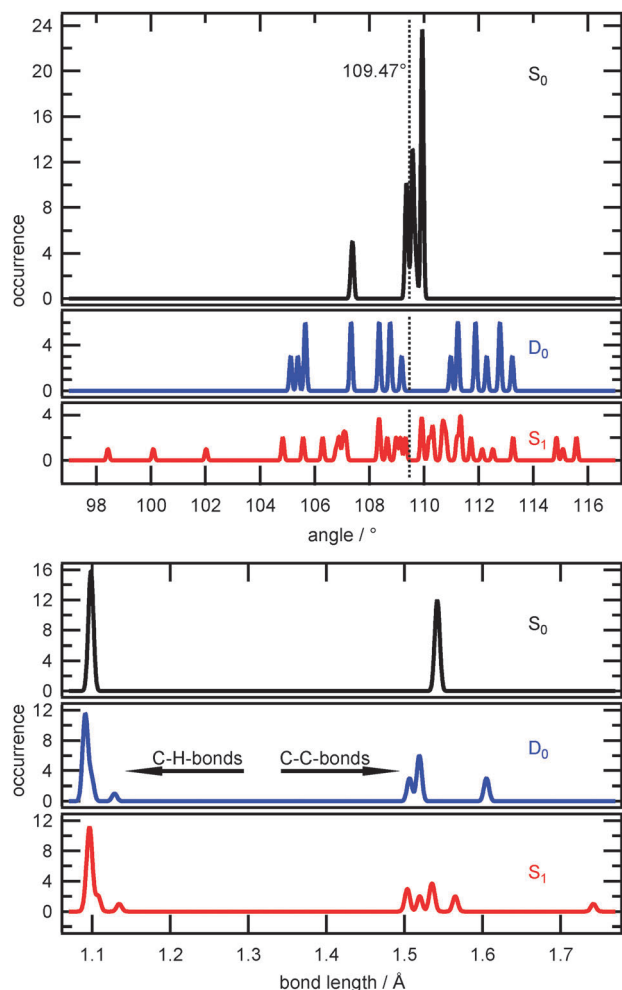 24
20
16
12
8
4
0
occurrence
109.47°
S0
4
0
D0
4
0
S1
98 100 102 104 106 108 110 112 114 116
angle / °
16
12
8
4
0
S0
12
8
4
0
occurrence
C-H-bonds C-C-bonds
D0
12
8
4
0
S1
1.1 1.2 1.3 1.4 1.5 1.6 1.7
bond length / Å